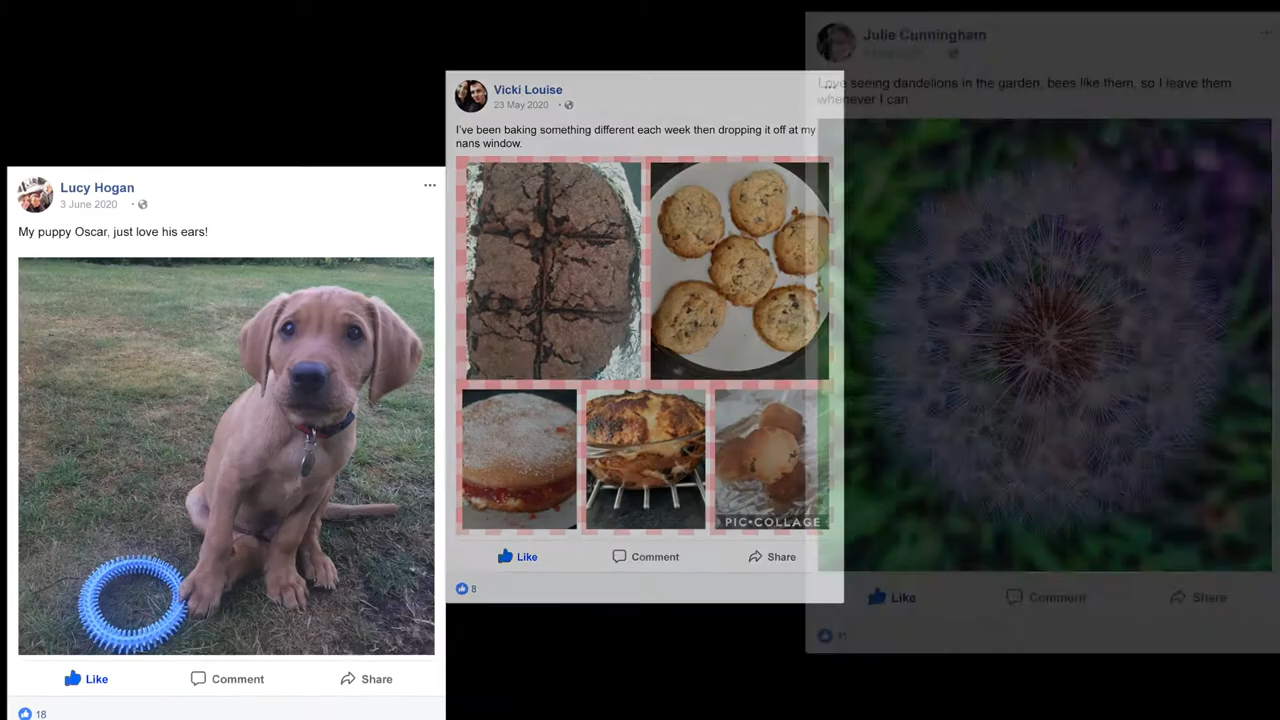 Lucy Hogan
3 June 2020
My puppy Oscar, just love his ears!
Like Comment Share
18
Vicki Louise
23 May 2020
I've been baking something different each week then dropping it off at my
nans window.
PIC•COLLAGE
Like Comment Share
8
Julie Cunningham
Love seeing dandelions in the garden, bees like them, so I leave them
whenever I can
Like Comment Share
11